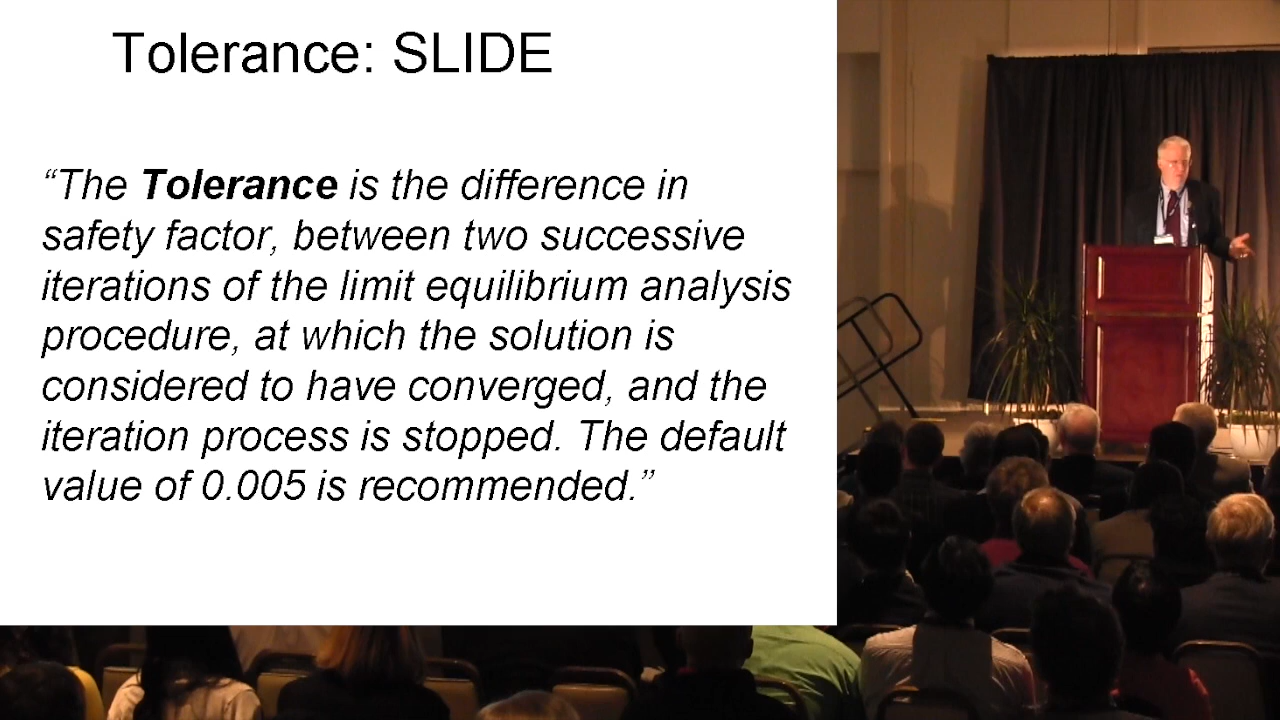 Tolerance: SLIDE
“The Tolerance is the difference in
safety factor, between two successive
iterations of the limit equilibrium analysis
procedure, at which the solution is
considered to have converged, and the
iteration process is stopped. The default
value of 0.005 is recommended.”